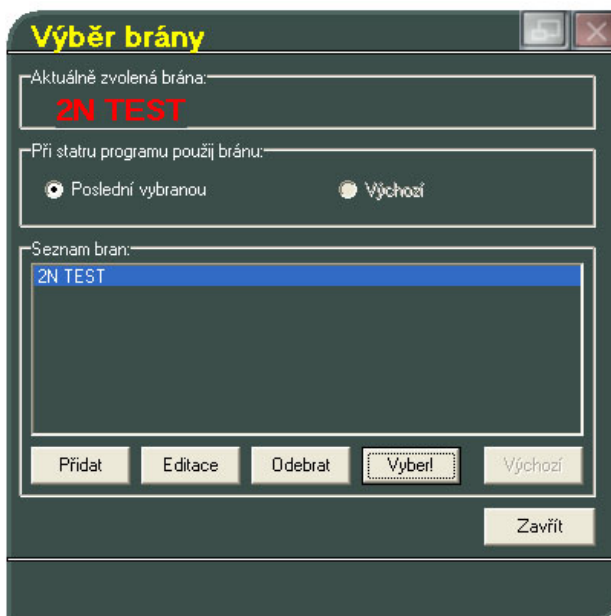 Výběr brány
Aktuálně zvolená brána:
2N TEST
Při statru programu použij bránu:
Poslední vybranou
Výchozí
Seznam bran:
2N TEST
Přidat
Editace
Odebrat
Vyber!
Výchozí
Zavřít